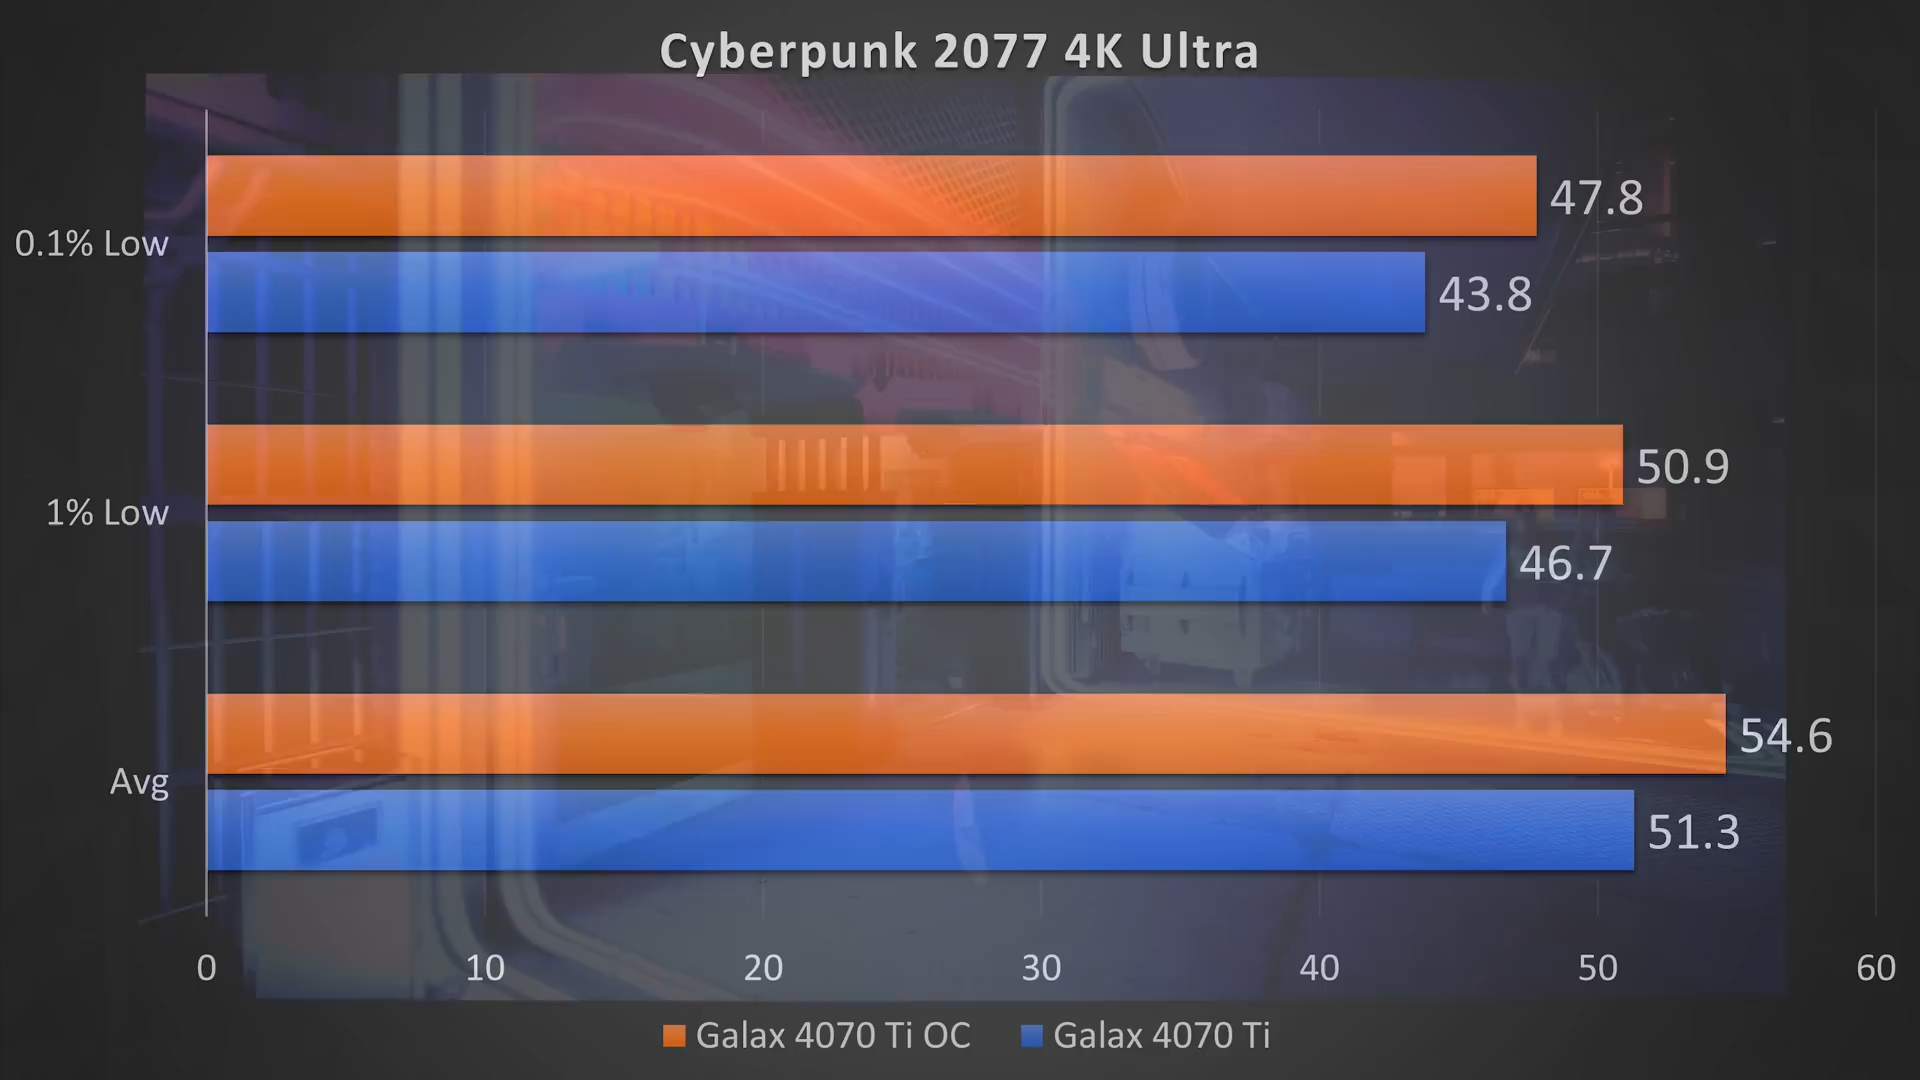 Cyberpunk 2077 4K Ultra
47.8
0.1% Low
43.8
50.9
1% Low
46.7
54.6
Avg
51.3
0 10 20 30 40 50 60
Galax 4070 Ti OC Galax 4070 Ti